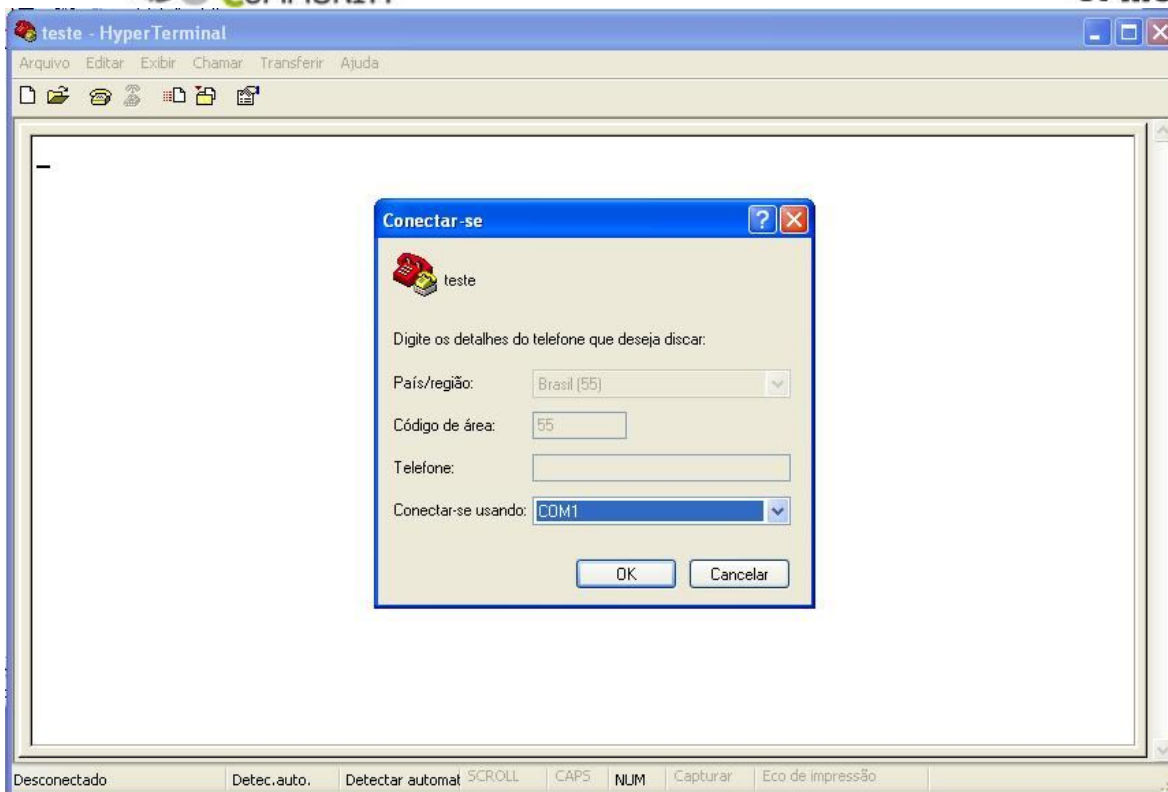 COMMUNITY
teste - HyperTerminal
Arquivo Editar Exibir Chamar Transferir Ajuda
Conectar-se
teste
Digite os detalhes do telefone que deseja discar:
País/região: Brasil (55)
Código de área: 55
Telefone:
Conectar-se usando: COM1
OK Cancelar
Desconectado Detec.auto. Detectar automat SCROLL CAPS NUM Capturar Eco de impressão